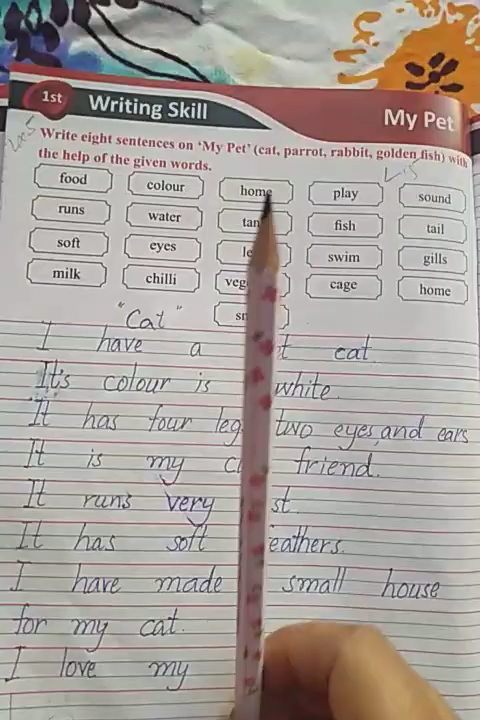 1st Writing Skill
My Pet
2025
Write eight sentences on 'My Pet' (cat, parrot, rabbit, golden fish) with
the help of the given words.
food colour home play sound
runs water fish tail
soft eyes swim gills
milk chilli cage home
"Cat"
I have a cat.
It's colour is white.
It has four two eyes, and ears
It is my friend.
It runs very
It has soft
I have made small house
for my cat.
I love my